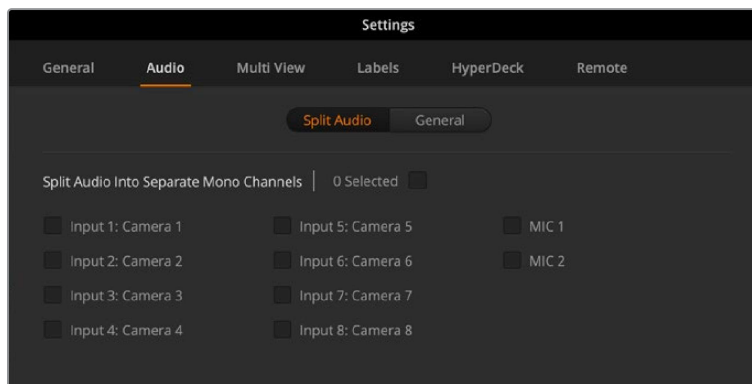 Settings
General Audio Multi View Labels HyperDeck Remote
Split Audio General
Split Audio Into Separate Mono Channels | 0 Selected
Input 1: Camera 1 Input 5: Camera 5 MIC 1
Input 2: Camera 2 Input 6: Camera 6 MIC 2
Input 3: Camera 3 Input 7: Camera 7
Input 4: Camera 4 Input 8: Camera 8